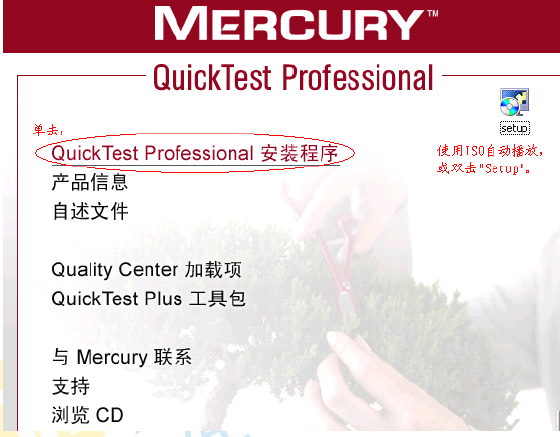 MERCURY™
QuickTest Professional
setup
单击:
QuickTest Professional 安装程序
使用ISO自动播放,
或双击"Setup"。
产品信息
自述文件
Quality Center 加载项
QuickTest Plus 工具包
与 Mercury 联系
支持
浏览 CD